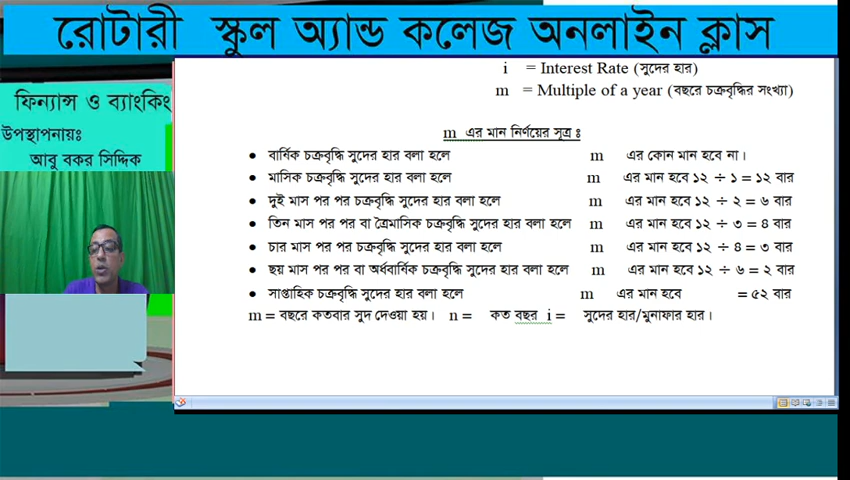 রোটারী স্কুল অ্যান্ড কলেজ অনলাইন ক্লাস
ফিন্যান্স ও ব্যাংকিং
উপস্থাপনায়ঃ
আবু বকর সিদ্দিক
i = Interest Rate (সুদের হার)
m = Multiple of a year (বছরে চক্রবৃদ্ধির সংখ্যা)
m এর মান নির্ণয়ের সূত্র ঃ
● বার্ষিক চক্রবৃদ্ধি সুদের হার বলা হলে m এর কোন মান হবে না।
● মাসিক চক্রবৃদ্ধি সুদের হার বলা হলে m এর মান হবে ১২ ÷ ১ = ১২ বার
● দুই মাস পর পর চক্রবৃদ্ধি সুদের হার বলা হলে m এর মান হবে ১২ ÷ ২ = ৬ বার
● তিন মাস পর পর বা ত্রৈমাসিক চক্রবৃদ্ধি সুদের হার বলা হলে m এর মান হবে ১২ ÷ ৩ = ৪ বার
● চার মাস পর পর চক্রবৃদ্ধি সুদের হার বলা হলে m এর মান হবে ১২ ÷ ৪ = ৩ বার
● ছয় মাস পর পর বা অর্ধবার্ষিক চক্রবৃদ্ধি সুদের হার বলা হলে m এর মান হবে ১২ ÷ ৬ = ২ বার
● সাপ্তাহিক চক্রবৃদ্ধি সুদের হার বলা হলে m এর মান হবে = ৫২ বার
m = বছরে কতবার সুদ দেওয়া হয়। n = কত বছর i = সুদের হার/মুনাফার হার।